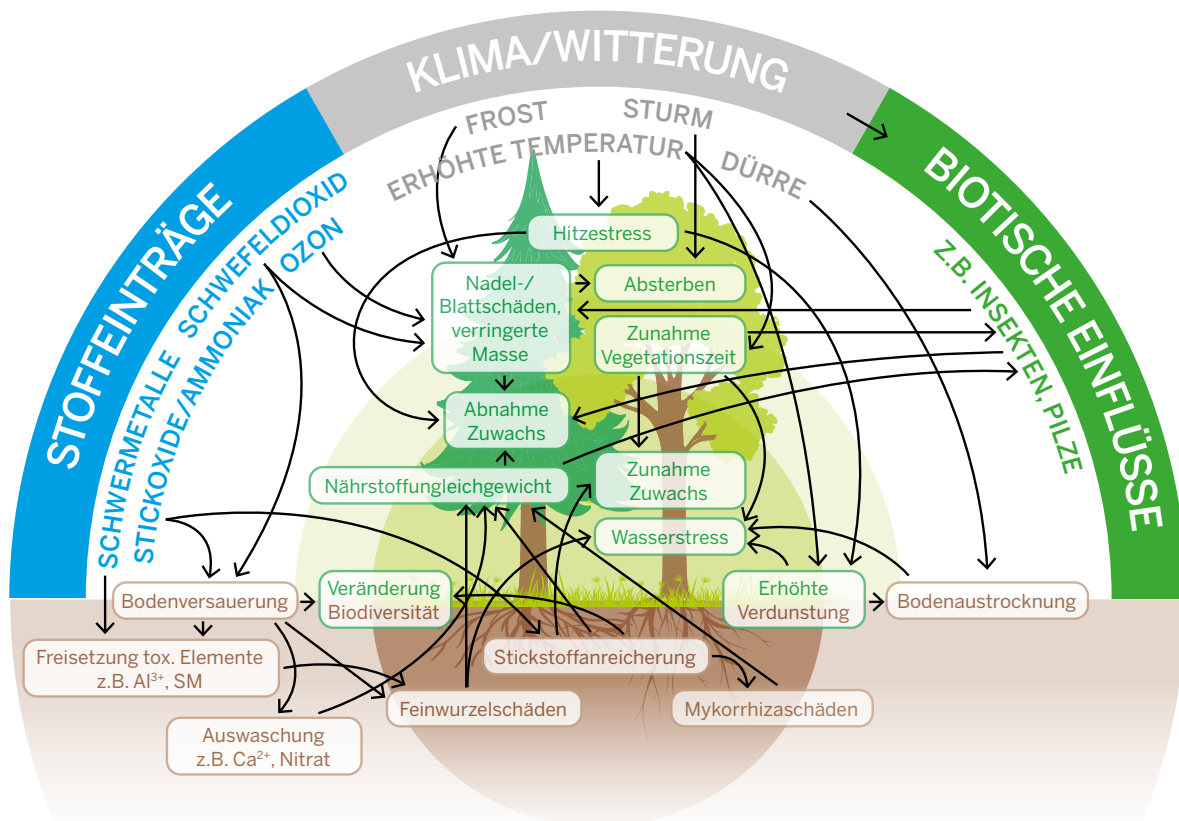 KLIMA/WITTERUNG
FROST
STURM
ERHÖHTE TEMPERATUR
DÜRRE
STOFFEINTRÄGE
SCHWERMETALLE SCHWEFELDIOXID
STICKOXIDE/AMMONIAK OZON
BIOTISCHE EINFLÜSSE
Z.B. INSEKTEN, PILZE
Hitzestress
Nadel-/
Blattschäden,
verringerte
Masse
Absterben
Zunahme
Vegetationszeit
Abnahme
Zuwachs
Nährstoffungleichgewicht
Zunahme
Zuwachs
Wasserstress
Bodenversauerung
Veränderung
Biodiversität
Erhöhte
Verdunstung
Bodenaustrocknung
Freisetzung tox. Elemente
z.B. Al³⁺, SM
Stickstoffanreicherung
Feinwurzelschäden
Mykorrhizaschäden
Auswaschung
z.B. Ca²⁺, Nitrat